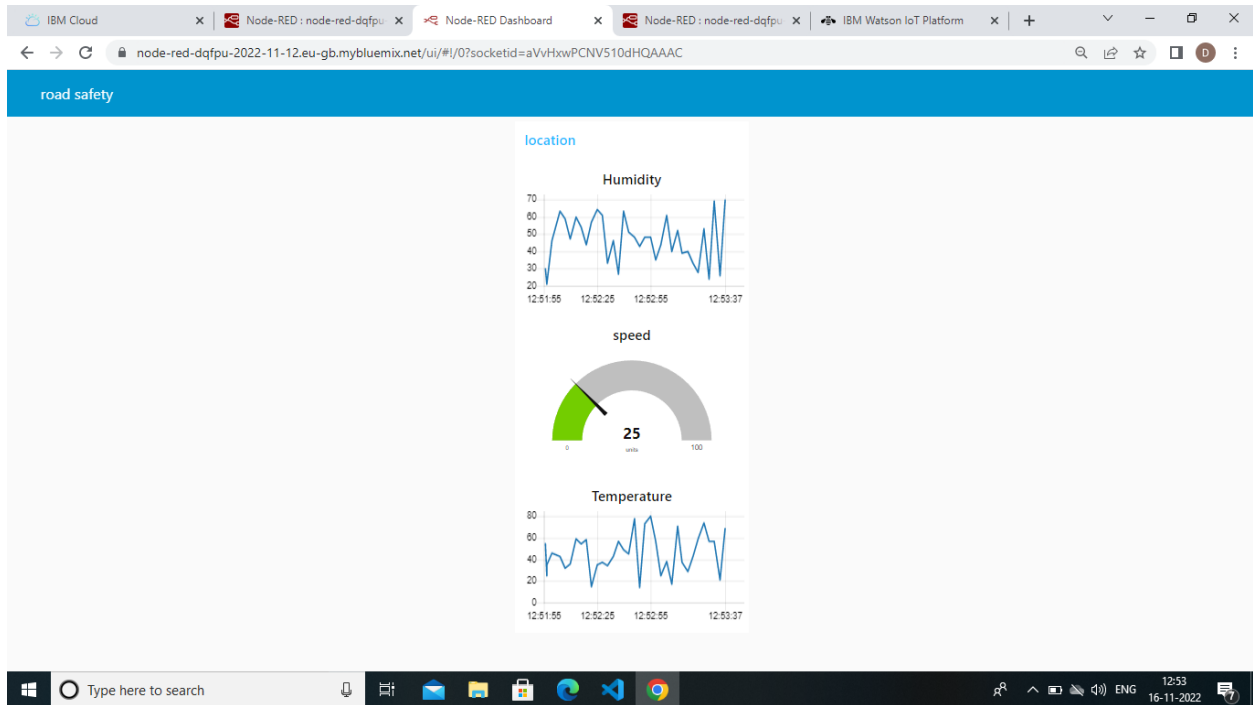 IBM Cloud
Node-RED : node-red-dqfpu-
Node-RED Dashboard
Node-RED : node-red-dqfpu
IBM Watson IoT Platform
node-red-dqfpu-2022-11-12.eu-gb.mybluemix.net/ui/#!/0?socketid=aVvHxwPCNV510dHQAAAC
D
road safety
location
Humidity
70
60
50
40
30
20
12:51:55 12:52:25 12:52:55 12:53:37
speed
25
0 units 100
Temperature
80
60
40
20
0
12:51:55 12:52:25 12:52:55 12:53:37
Type here to search
ENG
12:53
16-11-2022
7